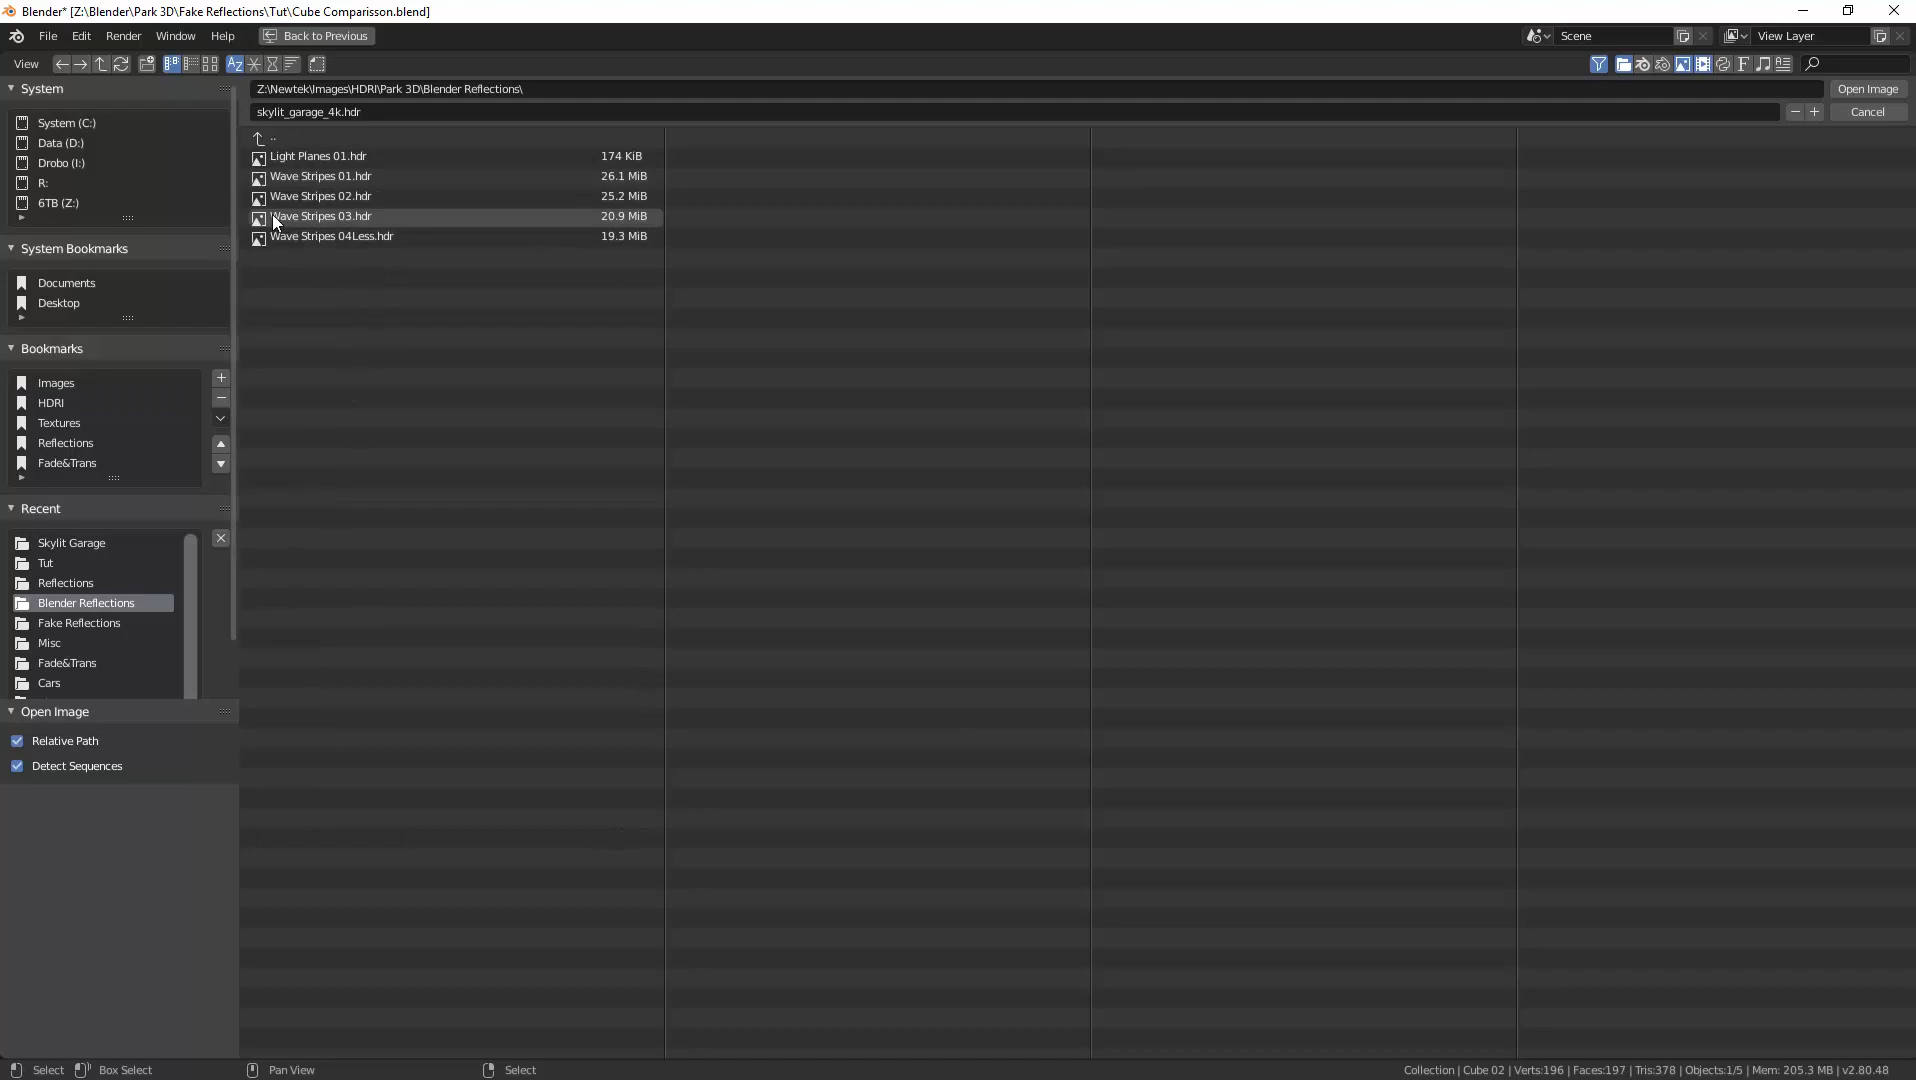 Blender* [Z:\Blender\Park 3D\Fake Reflections\Tut\Cube Comparisson.blend]
File Edit Render Window Help Back to Previous Scene View Layer
View
System
Z:\Newtek\Images\HDRI\Park 3D\Blender Reflections\ Open Image
skylit_garage_4k.hdr Cancel
System (C:)
Data (D:)
Drobo (I:)
R:
6TB (Z:)
..
Light Planes 01.hdr 174 KiB
Wave Stripes 01.hdr 26.1 MiB
Wave Stripes 02.hdr 25.2 MiB
Wave Stripes 03.hdr 20.9 MiB
Wave Stripes 04Less.hdr 19.3 MiB
System Bookmarks
Documents
Desktop
Bookmarks
Images
HDRI
Textures
Reflections
Fade&Trans
Recent
Skylit Garage
Tut
Reflections
Blender Reflections
Fake Reflections
Misc
Fade&Trans
Cars
Open Image
Relative Path
Detect Sequences
Select Box Select Pan View Select Collection | Cube 02 | Verts:196 | Faces:197 | Tris:378 | Objects:1/5 | Mem: 205.3 MB | v2.80.48